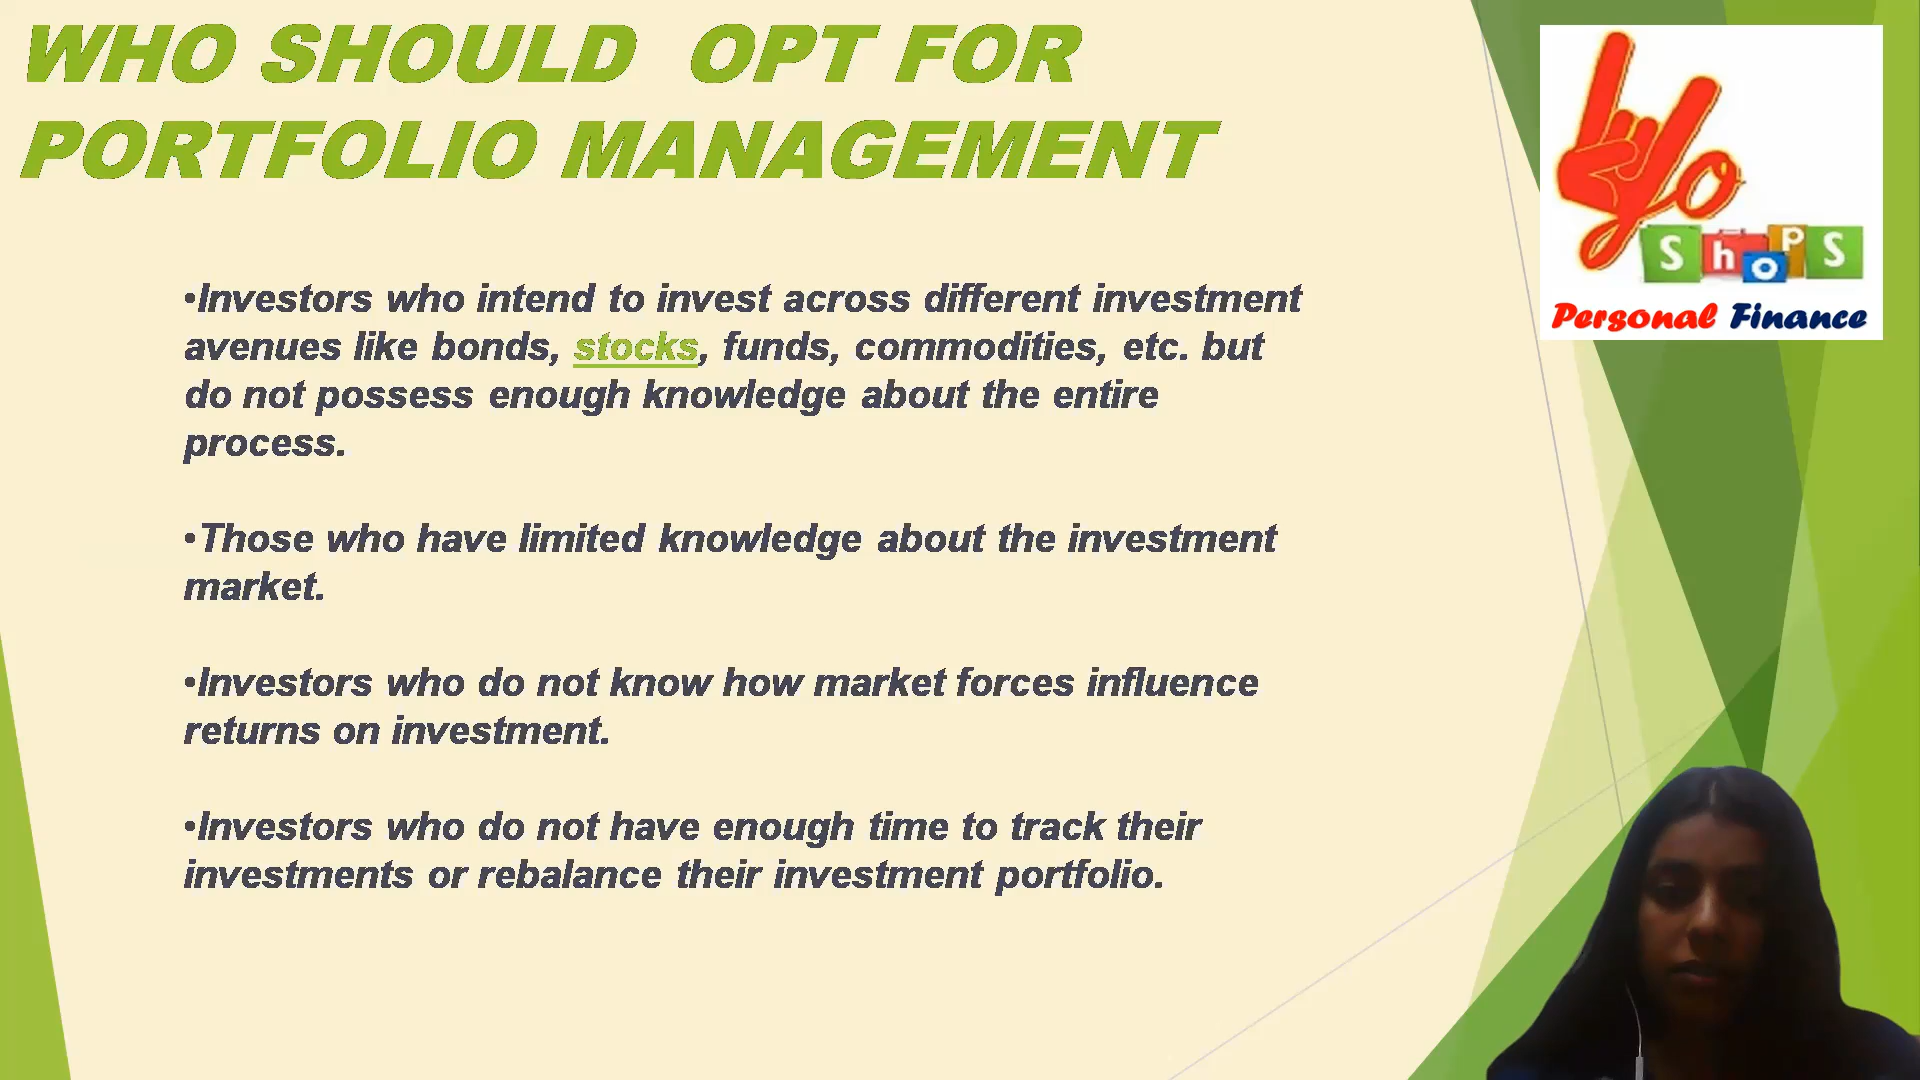 WHO SHOULD OPT FOR
PORTFOLIO MANAGEMENT
•Investors who intend to invest across different investment
avenues like bonds, stocks, funds, commodities, etc. but
do not possess enough knowledge about the entire
process.
•Those who have limited knowledge about the investment
market.
•Investors who do not know how market forces influence
returns on investment.
•Investors who do not have enough time to track their
investments or rebalance their investment portfolio.
Yo
ShoPS
Personal Finance